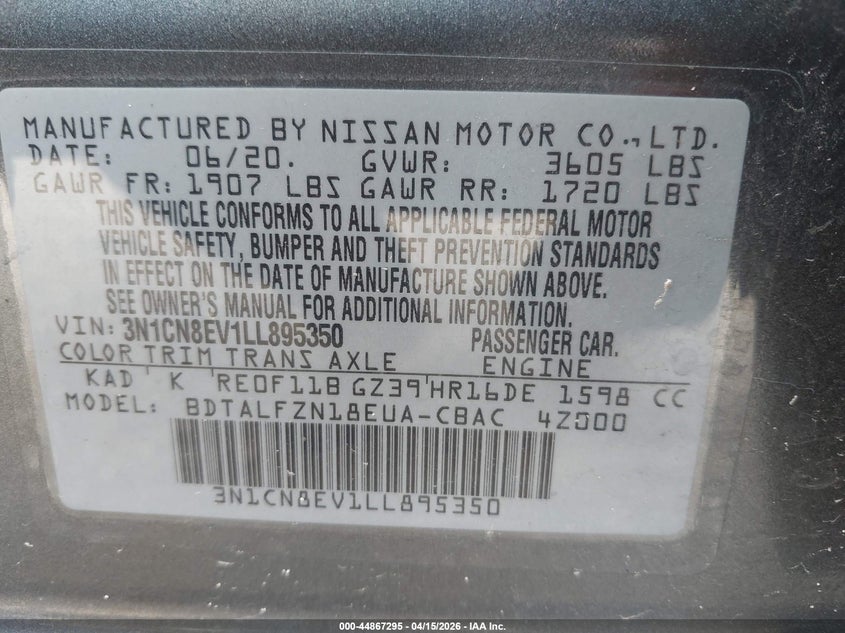 MANUFACTURED BY NISSAN MOTOR CO., LTD.
DATE: 06/20. GVWR: 3605 LBS
GAWR FR: 1907 LBS GAWR RR: 1720 LBS
THIS VEHICLE CONFORMS TO ALL APPLICABLE FEDERAL MOTOR
VEHICLE SAFETY, BUMPER AND THEFT PREVENTION STANDARDS
IN EFFECT ON THE DATE OF MANUFACTURE SHOWN ABOVE.
SEE OWNER'S MANUAL FOR ADDITIONAL INFORMATION.
VIN: 3N1CN8EV1LL895350 PASSENGER CAR.
COLOR TRIM TRANS AXLE ENGINE
KAD K RE0F11B GZ39 HR16DE 1598 CC
MODEL: BDTALFZN18EUA-CBAC 4Z000
3N1CN8EV1LL895350
000-44867295 - 04/15/2026 - IAA Inc.